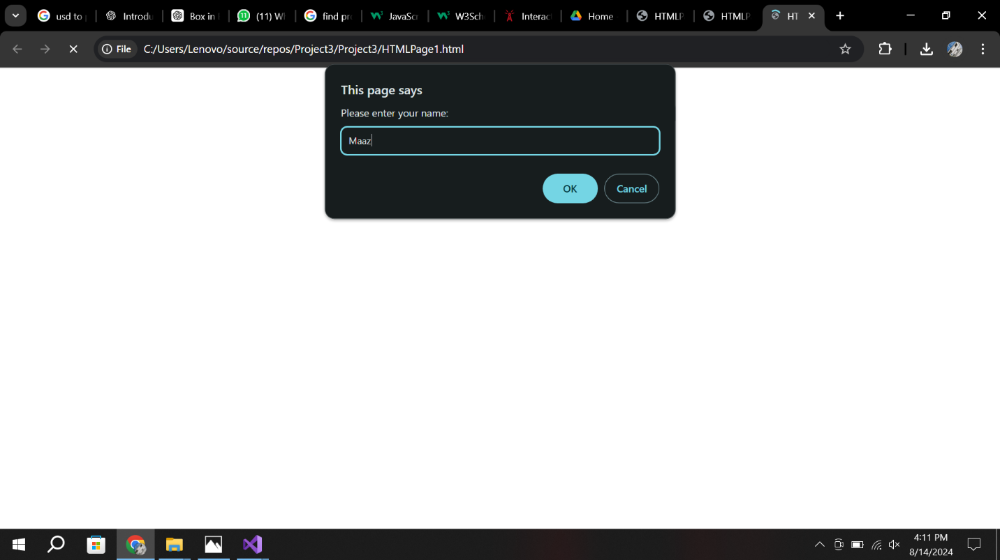 usd to
Introdu
Box in
(11) W
find pr
JavaScr
W3Sch
Interac
Home
HTMLP
HTMLP
HT
File
C:/Users/Lenovo/source/repos/Project3/Project3/HTMLPage1.html
This page says
Please enter your name:
Maaz
OK
Cancel
4:11 PM
8/14/2024